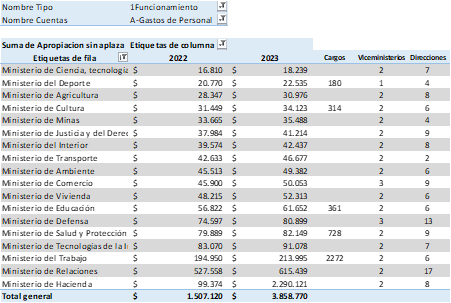 Nombre Tipo 1Funcionamiento
Nombre Cuentas A-Gastos de Personal
Suma de Apropiacion sin aplaza Etiquetas de columna
Etiquetas de fila 2022 2023 Cargos Viceministerios Direcciones
Ministerio de Ciencia, tecnología $ 16.810 $ 18.239 2 7
Ministerio del Deporte $ 20.770 $ 22.535 180 1 4
Ministerio de Agricultura $ 28.347 $ 30.976 2 8
Ministerio de Cultura $ 31.449 $ 34.123 314 2 6
Ministerio de Minas $ 33.665 $ 35.488 2 4
Ministerio de Justicia y del Derec $ 37.984 $ 41.214 2 9
Ministerio del Interior $ 39.574 $ 42.437 2 8
Ministerio de Transporte $ 42.633 $ 46.677 2 2
Ministerio de Ambiente $ 45.513 $ 49.382 2 6
Ministerio de Comercio $ 45.900 $ 50.053 3 9
Ministerio de Vivienda $ 48.215 $ 52.313 2 6
Ministerio de Educación $ 56.822 $ 61.652 361 2 6
Ministerio de Defensa $ 74.597 $ 80.899 3 13
Ministerio de Salud y Protección $ 79.889 $ 82.149 728 2 9
Ministerio de Tecnologías de la I $ 83.070 $ 91.078 2 7
Ministerio del Trabajo $ 194.950 $ 213.995 2272 2 6
Ministerio de Relaciones $ 527.558 $ 615.439 2 17
Ministerio de Hacienda $ 99.374 $ 2.290.121 2 8
Total general $ 1.507.120 $ 3.858.770